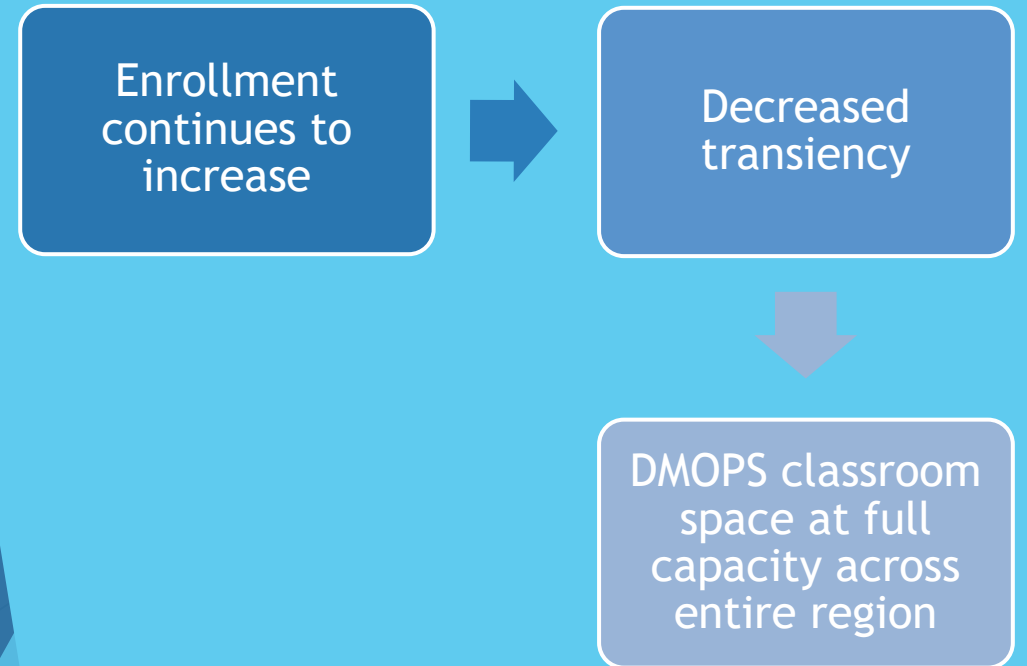 Enrollment
continues to
increase
Decreased
transiency
DMOPS classroom
space at full
capacity across
entire region